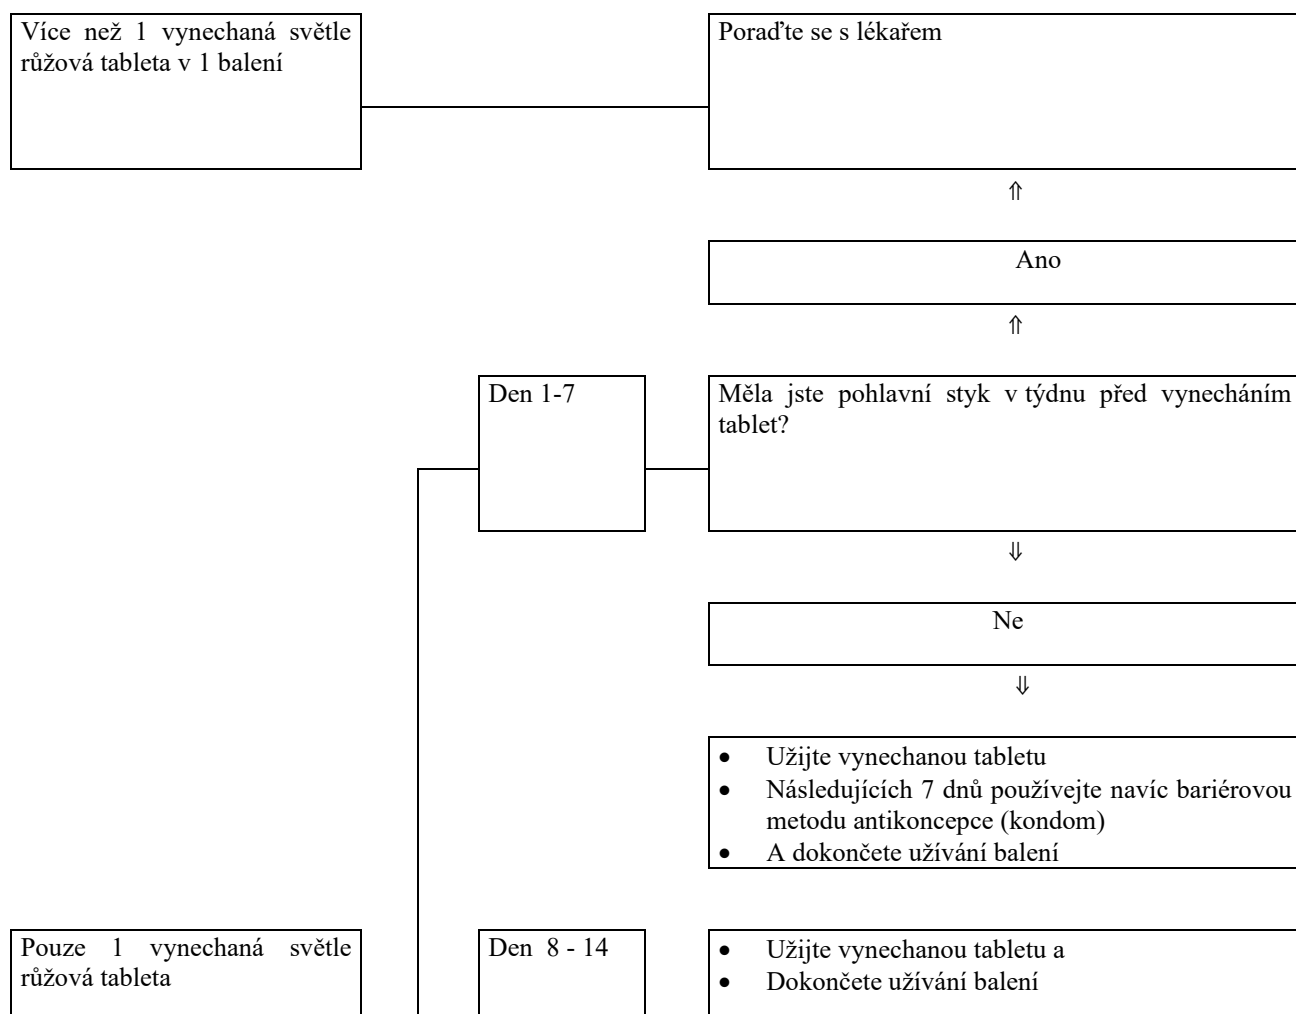 Více než 1 vynechaná světle
růžová tableta v 1 balení
Poraďte se s lékařem
⇑
Ano
⇑
Den 1-7
Měla jste pohlavní styk v týdnu před vynecháním
tablet?
⇓
Ne
⇓
• Užijte vynechanou tabletu
• Následujících 7 dnů používejte navíc bariérovou
metodu antikoncepce (kondom)
• A dokončete užívání balení
Pouze 1 vynechaná světle
růžová tableta
Den 8 - 14
• Užijte vynechanou tabletu a
• Dokončete užívání balení